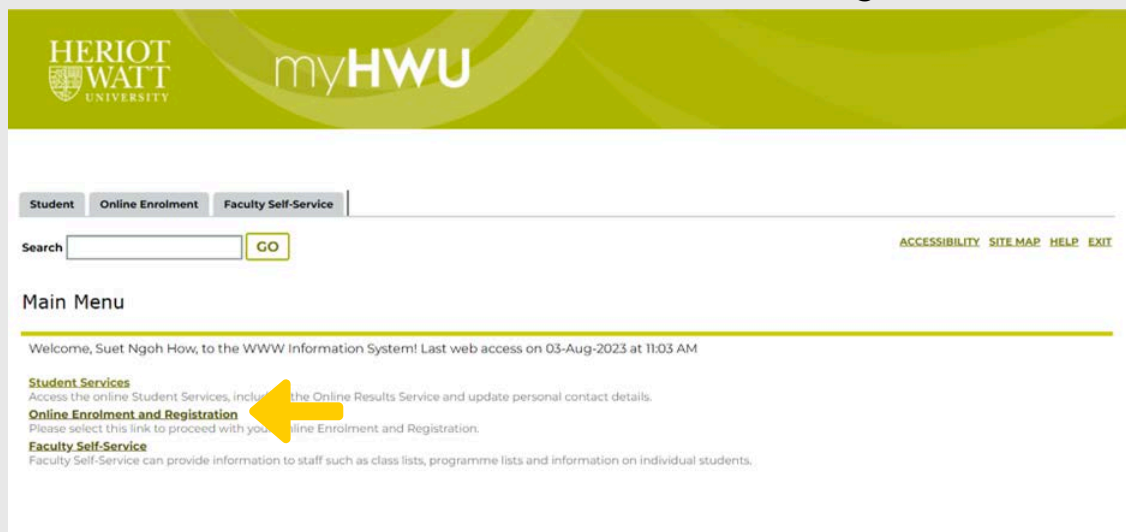 HERIOT
WATT
UNIVERSITY
myHWU
Student Online Enrolment Faculty Self-Service
Search GO ACCESSIBILITY SITE MAP HELP EXIT
Main Menu
Welcome, Suet Ngoh How, to the WWW Information System! Last web access on 03-Aug-2023 at 11:03 AM
Student Services
Access the online Student Services, the Online Results Service and update personal contact details.
Online Enrolment and Registration
Please select this link to proceed with Enrolment and Registration.
Faculty Self-Service
Faculty Self-Service can provide information to staff such as class lists, programme lists and information on individual students.